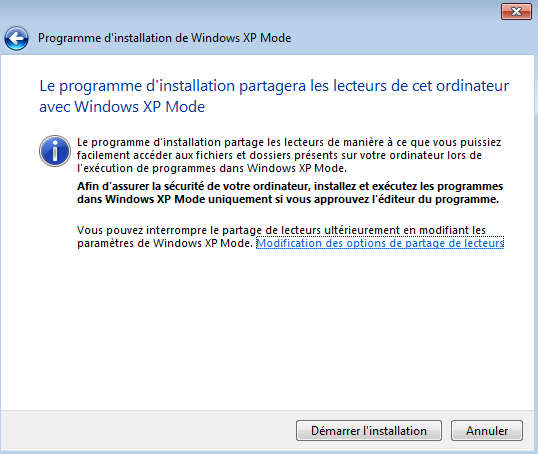 Programme d'installation de Windows XP Mode
Le programme d'installation partagera les lecteurs de cet ordinateur
avec Windows XP Mode
Le programme d'installation partage les lecteurs de manière à ce que vous puissiez
facilement accéder aux fichiers et dossiers présents sur votre ordinateur lors de
l'exécution de programmes dans Windows XP Mode.
Afin d'assurer la sécurité de votre ordinateur, installez et exécutez les programmes
dans Windows XP Mode uniquement si vous approuvez l'éditeur du programme.
Vous pouvez interrompre le partage de lecteurs ultérieurement en modifiant les
paramètres de Windows XP Mode. Modification des options de partage de lecteurs
Démarrer l'installation Annuler